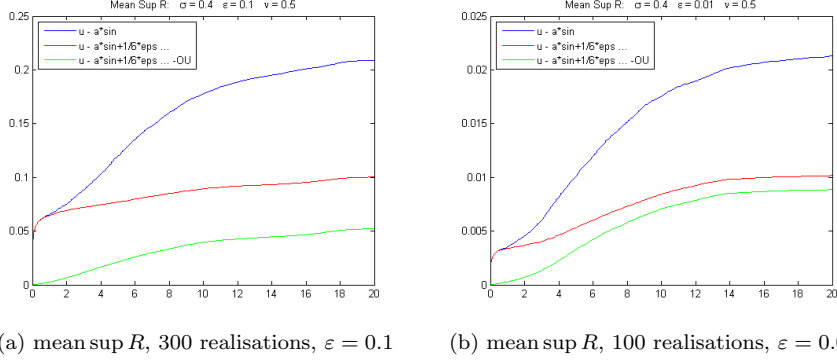 Mean Sup R: σ = 0.4 ε = 0.1 ν = 0.5
u - a*sin
u - a*sin+1/6*eps ...
u - a*sin+1/6*eps ... -OU
0.25
0.2
0.15
0.1
0.05
0
0 2 4 6 8 10 12 14 16 18 20
(a) mean sup R, 300 realisations, ε = 0.1
Mean Sup R: σ = 0.4 ε = 0.01 ν = 0.5
u - a*sin
u - a*sin+1/6*eps ...
u - a*sin+1/6*eps ... -OU
0.025
0.02
0.015
0.01
0.005
0
0 2 4 6 8 10 12 14 16 18 20
(b) mean sup R, 100 realisations, ε = 0.